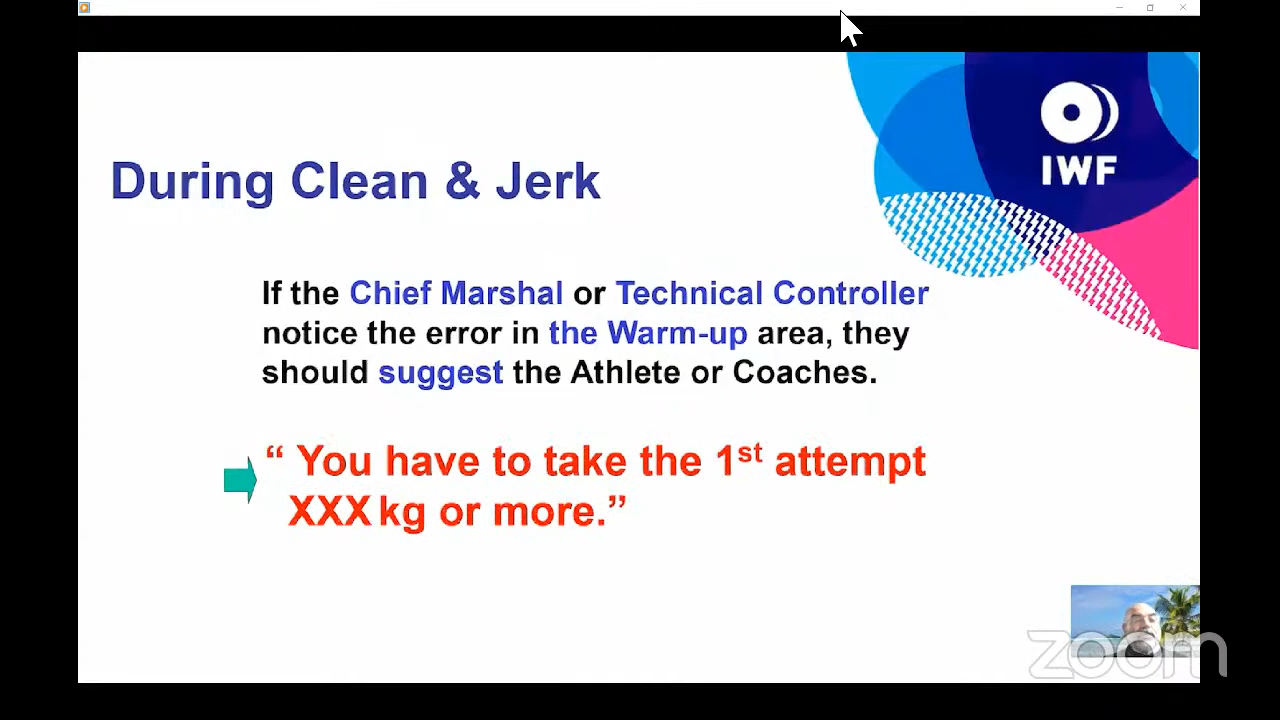 IWF
During Clean & Jerk
If the Chief Marshal or Technical Controller
notice the error in the Warm-up area, they
should suggest the Athlete or Coaches.
“ You have to take the 1st attempt
XXX kg or more.”
zoom